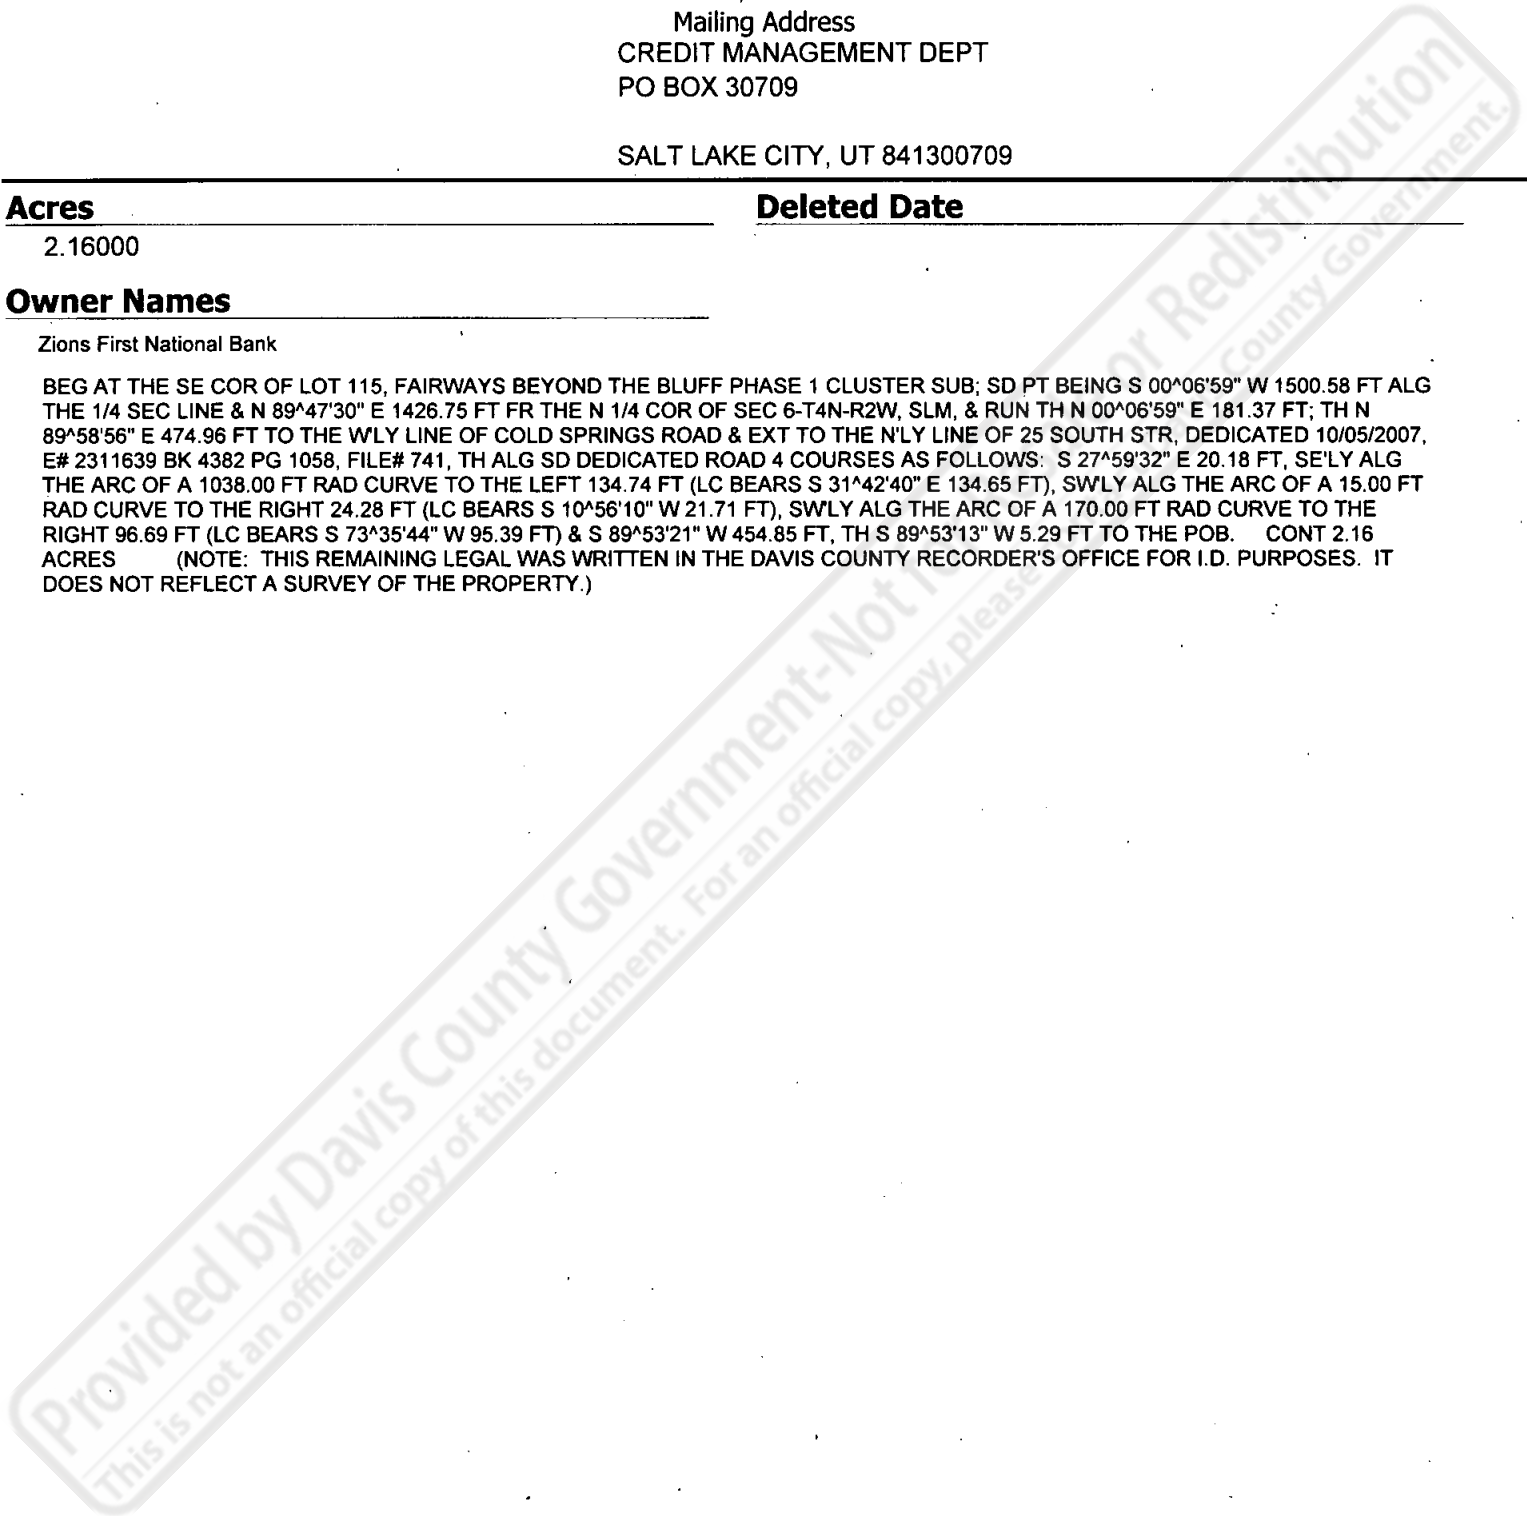 Mailing Address
CREDIT MANAGEMENT DEPT
PO BOX 30709
SALT LAKE CITY, UT 841300709
Acres
Deleted Date
2.16000
Owner Names
Zions First National Bank
BEG AT THE SE COR OF LOT 115, FAIRWAYS BEYOND THE BLUFF PHASE 1 CLUSTER SUB; SD PT BEING S 00^06'59" W 1500.58 FT ALG
THE 1/4 SEC LINE & N 89^47'30" E 1426.75 FT FR THE N 1/4 COR OF SEC 6-T4N-R2W, SLM, & RUN TH N 00^06'59" E 181.37 FT; TH N
89^58'56" E 474.96 FT TO THE W'LY LINE OF COLD SPRINGS ROAD & EXT TO THE N'LY LINE OF 25 SOUTH STR, DEDICATED 10/05/2007,
E# 2311639 BK 4382 PG 1058, FILE# 741, TH ALG SD DEDICATED ROAD 4 COURSES AS FOLLOWS: S 27^59'32" E 20.18 FT, SE'LY ALG
THE ARC OF A 1038.00 FT RAD CURVE TO THE LEFT 134.74 FT (LC BEARS S 31^42'40" E 134.65 FT), SW'LY ALG THE ARC OF A 15.00 FT
RAD CURVE TO THE RIGHT 24.28 FT (LC BEARS S 10^56'10" W 21.71 FT), SW'LY ALG THE ARC OF A 170.00 FT RAD CURVE TO THE
RIGHT 96.69 FT (LC BEARS S 73^35'44" W 95.39 FT) & S 89^53'21" W 454.85 FT, TH S 89^53'13" W 5.29 FT TO THE POB. CONT 2.16
ACRES (NOTE: THIS REMAINING LEGAL WAS WRITTEN IN THE DAVIS COUNTY RECORDER'S OFFICE FOR I.D. PURPOSES. IT
DOES NOT REFLECT A SURVEY OF THE PROPERTY.)
Provided by Davis County Government-Not for Resale or Redistribution
This is not an official copy of this document. For an official copy, please contact Davis County Government.